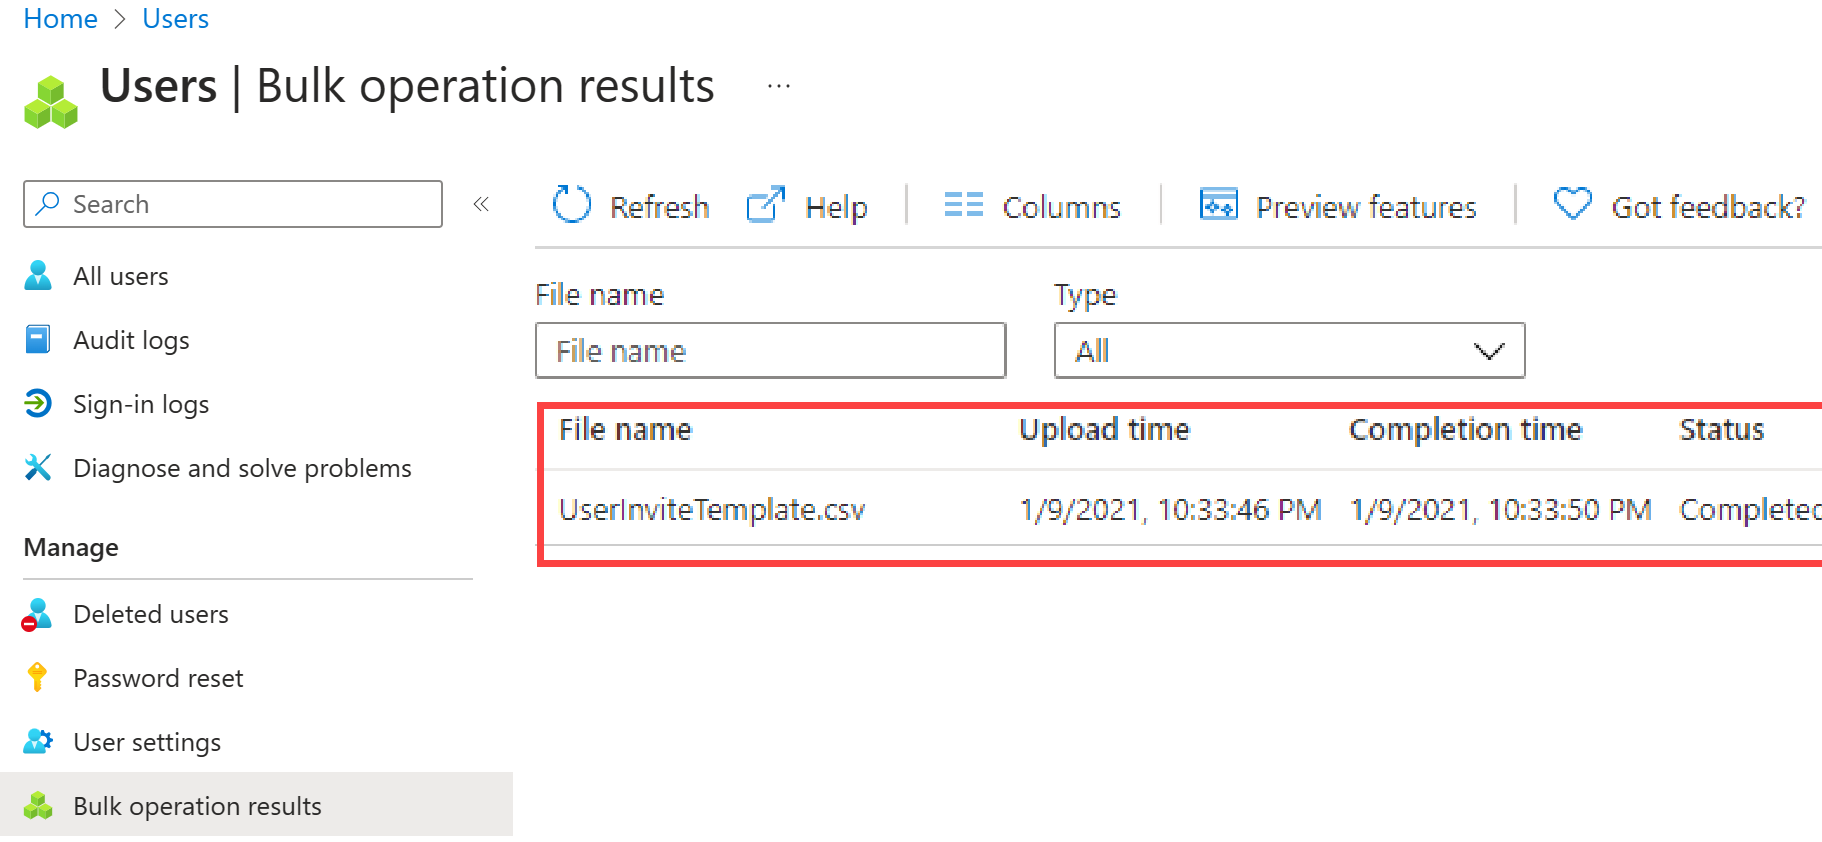 Home > Users
Users | Bulk operation results ...
Search «
Refresh Help Columns Preview features Got feedback?
All users
Audit logs
Sign-in logs
Diagnose and solve problems
Manage
Deleted users
Password reset
User settings
Bulk operation results
File name Type
File name All
File name Upload time Completion time Status
UserInviteTemplate.csv 1/9/2021, 10:33:46 PM 1/9/2021, 10:33:50 PM Completed